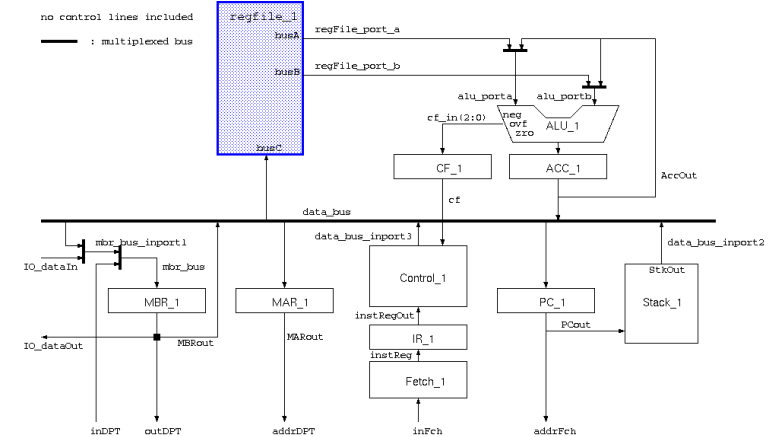 no control lines included
: multiplexed bus
regfile_1
busA
regFile_port_a
busB
regFile_port_b
busC
alu_porta
alu_portb
cf_in(2:0)
neg
ovf
zro
ALU_1
CF_1
ACC_1
AccOut
cf
data_bus
mbr_bus_inport1
data_bus_inport3
data_bus_inport2
IO_dataIn
mbr_bus
StkOut
Control_1
MBR_1
MAR_1
PC_1
Stack_1
instRegOut
PCout
MBRout
MARout
IR_1
IO_dataOut
instReg
Fetch_1
inDPT
outDPT
addrDPT
inFch
addrFch